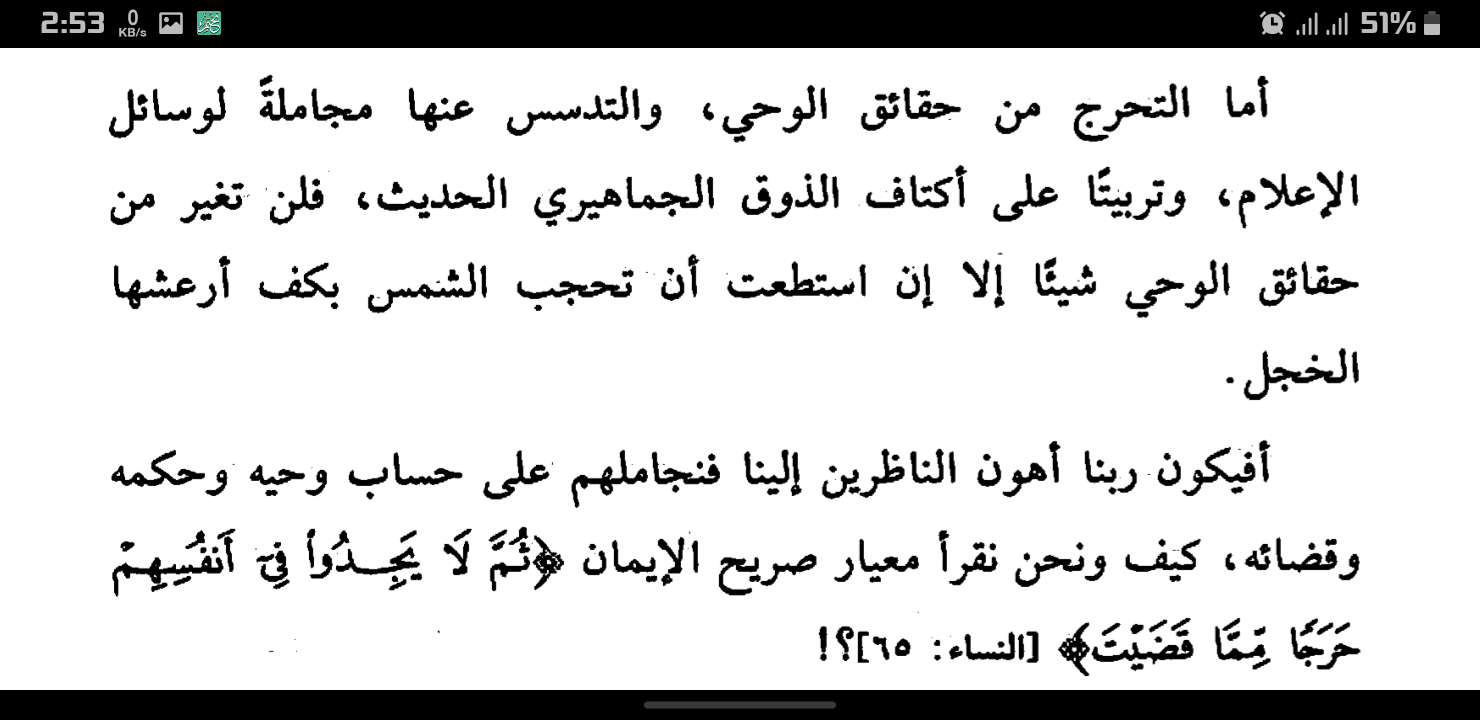 2:53 0 KB/s 51%
أما التحرج من حقائق الوحي، والتدسس عنها مجاملةً لوسائل
الإعلام، وتربيتًا على أكتاف الذوق الجماهيري الحديث، فلن تغير من
حقائق الوحي شيئًا إلا إن استطعت أن تحجب الشمس بكف أرعشها
الخجل.
أفيكون ربنا أهون الناظرين إلينا فنجاملهم على حساب وحيه وحكمه
وقضائه، كيف ونحن نقرأ معيار صريح الإيمان ﴿ثُمَّ لَا يَجِدُوا۟ فِىٓ أَنفُسِهِمْ
حَرَجًا مِّمَّا قَضَيْتَ﴾ [النساء: ٦٥]؟!